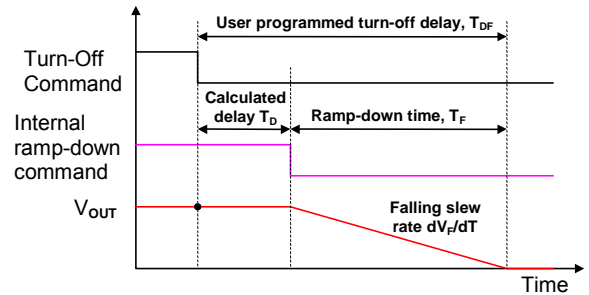 User programmed turn-off delay, TDF
Turn-Off
Command
Calculated
delay TD
Ramp-down time, TF
Internal
ramp-down
command
VOUT
Falling slew
rate dVF/dT
Time